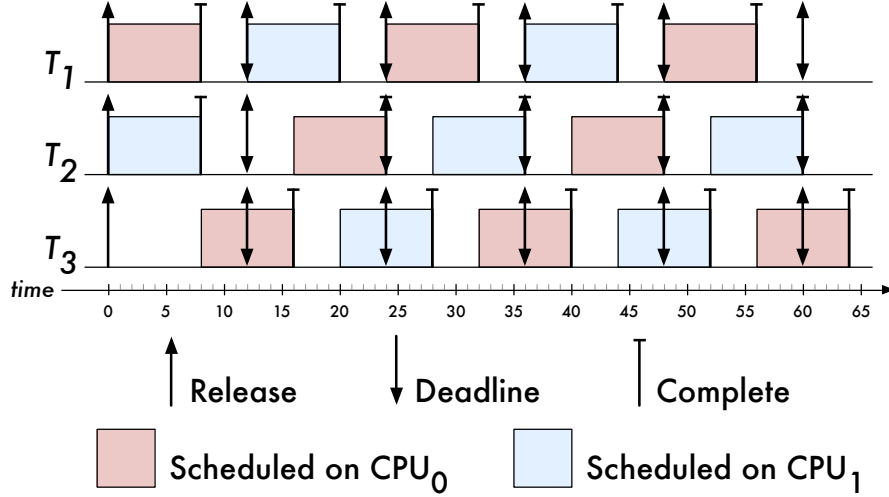 T1
T2
T3
time
0 5 10 15 20 25 30 35 40 45 50 55 60 65
Release Deadline Complete
Scheduled on CPU0 Scheduled on CPU1